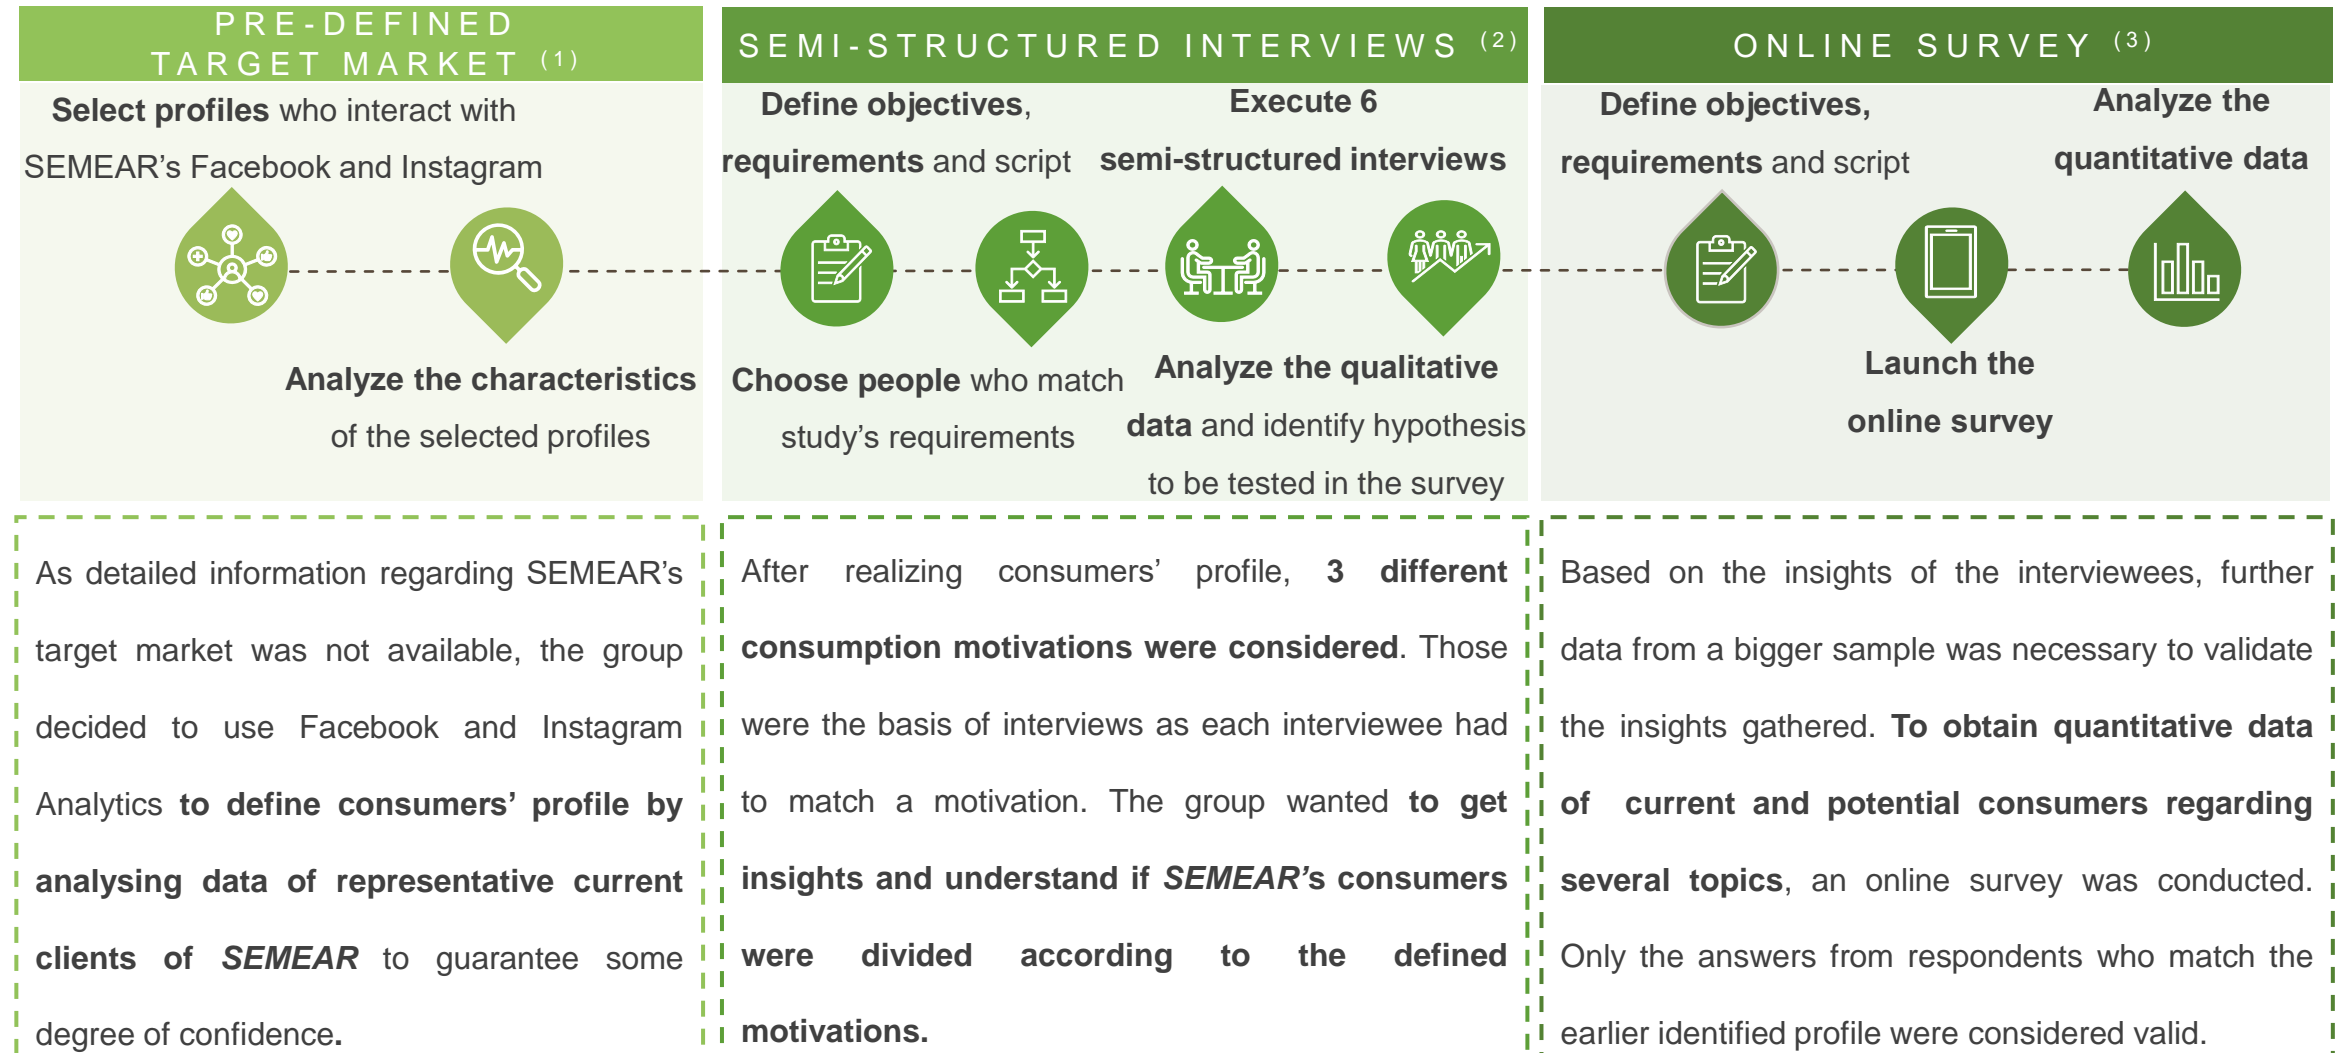 PRE-DEFINED
TARGET MARKET (1)
Select profiles who interact with
SEMEAR’s Facebook and Instagram
Analyze the characteristics
of the selected profiles
SEMI-STRUCTURED INTERVIEWS (2)
Define objectives,
requirements and script
Choose people who match
study’s requirements
Execute 6
semi-structured interviews
Analyze the qualitative
data and identify hypothesis
to be tested in the survey
ONLINE SURVEY (3)
Define objectives,
requirements and script
Launch the
online survey
Analyze the
quantitative data
As detailed information regarding SEMEAR’s
target market was not available, the group
decided to use Facebook and Instagram
Analytics to define consumers’ profile by
analysing data of representative current
clients of SEMEAR to guarantee some
degree of confidence.
After realizing consumers’ profile, 3 different
consumption motivations were considered. Those
were the basis of interviews as each interviewee had
to match a motivation. The group wanted to get
insights and understand if SEMEAR’s consumers
were divided according to the defined
motivations.
Based on the insights of the interviewees, further
data from a bigger sample was necessary to validate
the insights gathered. To obtain quantitative data
of current and potential consumers regarding
several topics, an online survey was conducted.
Only the answers from respondents who match the
earlier identified profile were considered valid.